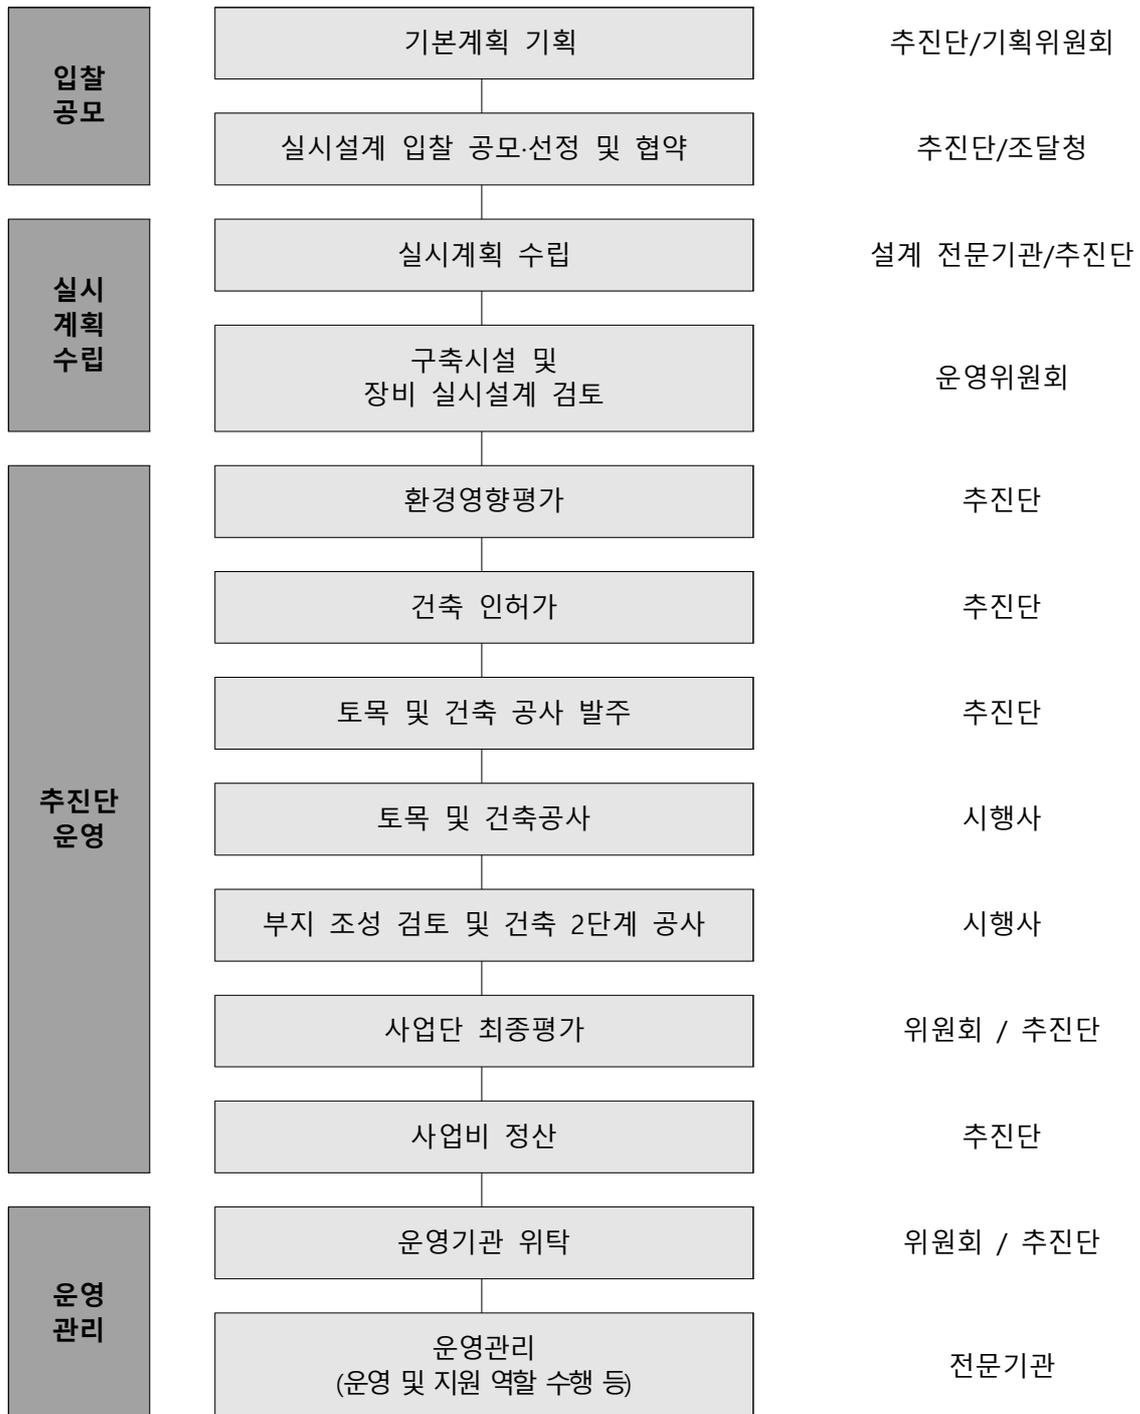 입찰
공모
기본계획 기획
추진단/기획위원회
실시설계 입찰 공모·선정 및 협약
추진단/조달청
실시
계획
수립
실시계획 수립
설계 전문기관/추진단
구축시설 및
장비 실시설계 검토
운영위원회
추진단
운영
환경영향평가
추진단
건축 인허가
추진단
토목 및 건축 공사 발주
추진단
토목 및 건축공사
시행사
부지 조성 검토 및 건축 2단계 공사
시행사
사업단 최종평가
위원회 / 추진단
사업비 정산
추진단
운영
관리
운영기관 위탁
위원회 / 추진단
운영관리
(운영 및 지원 역할 수행 등)
전문기관